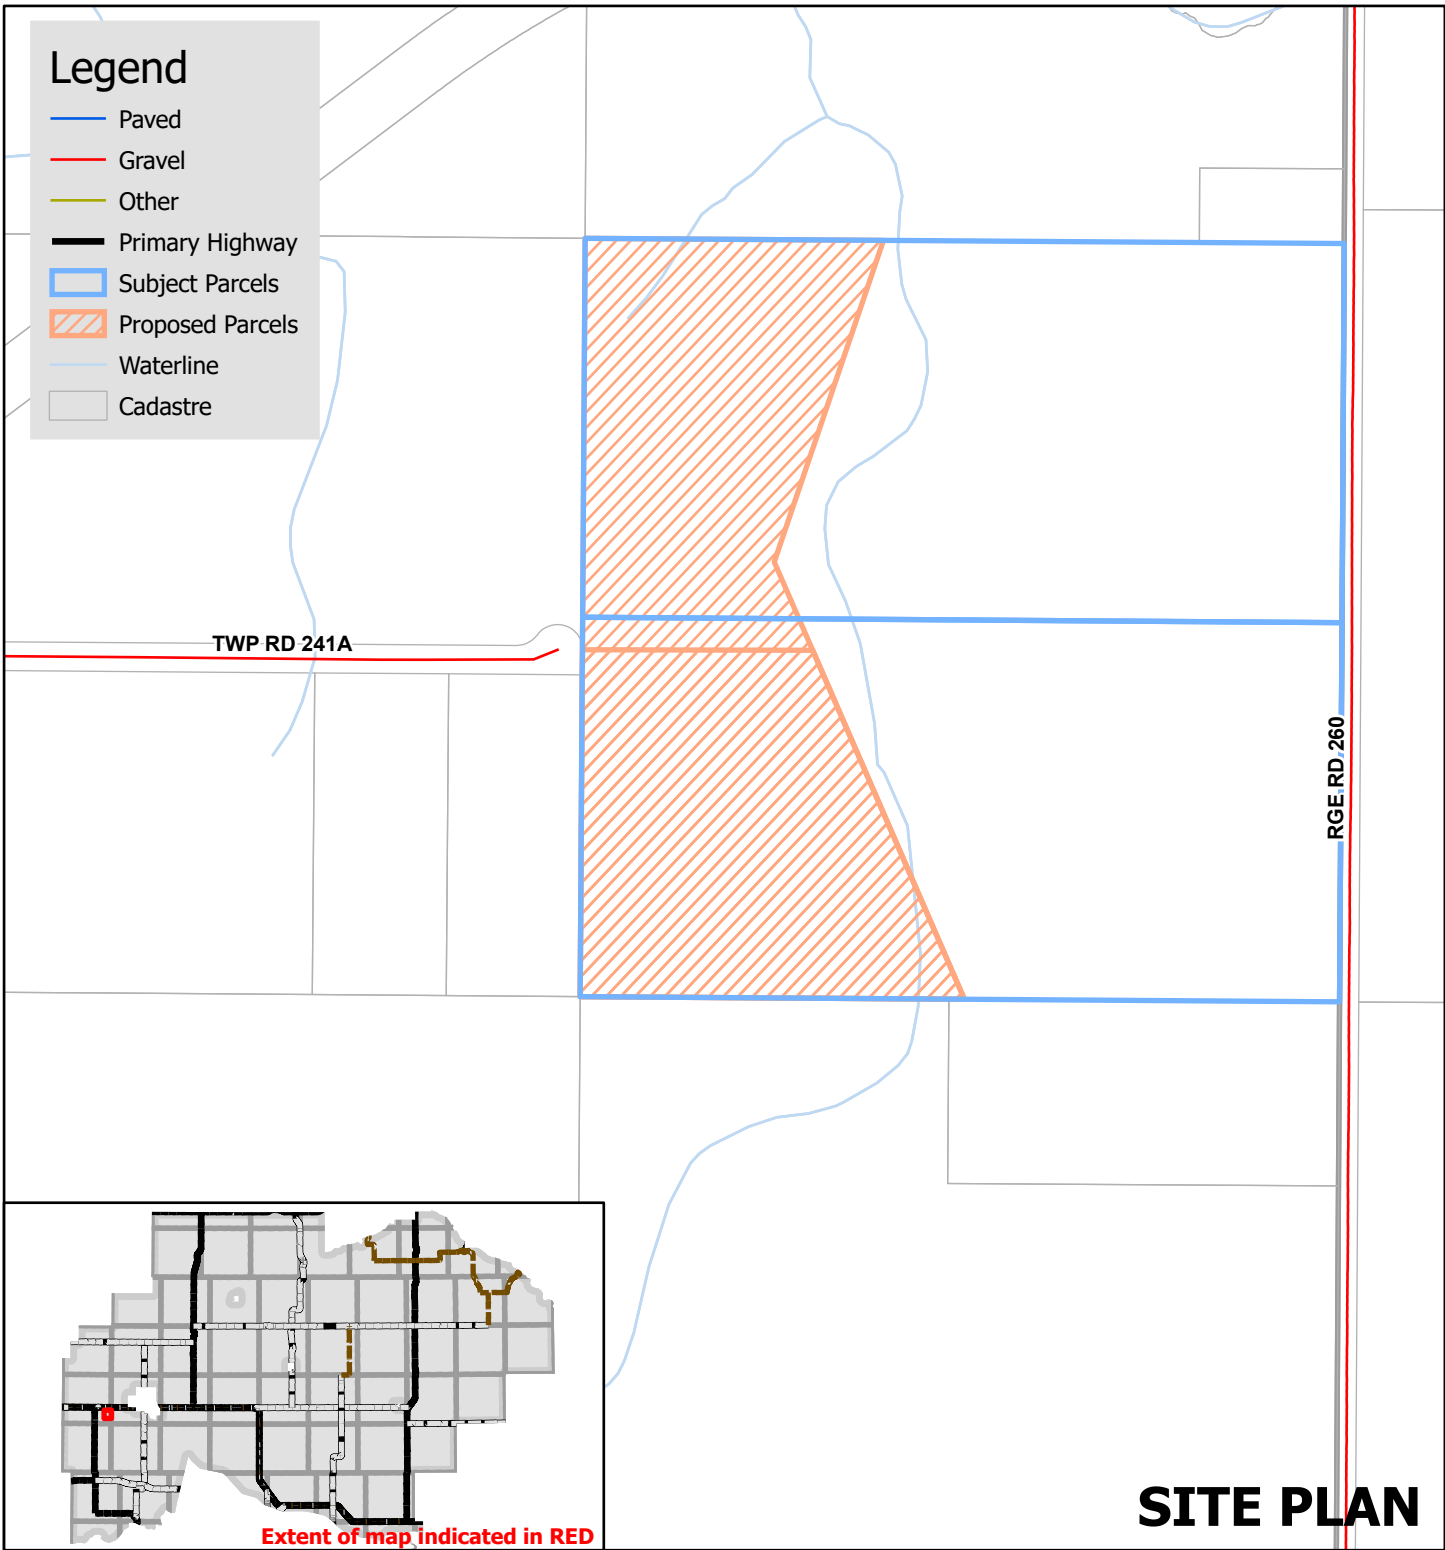 Legend
Paved
Gravel
Other
Primary Highway
Subject Parcels
Proposed Parcels
Waterline
Cadastre
TWP RD 241A
RGE RD 260
Extent of map indicated in RED
SITE PLAN